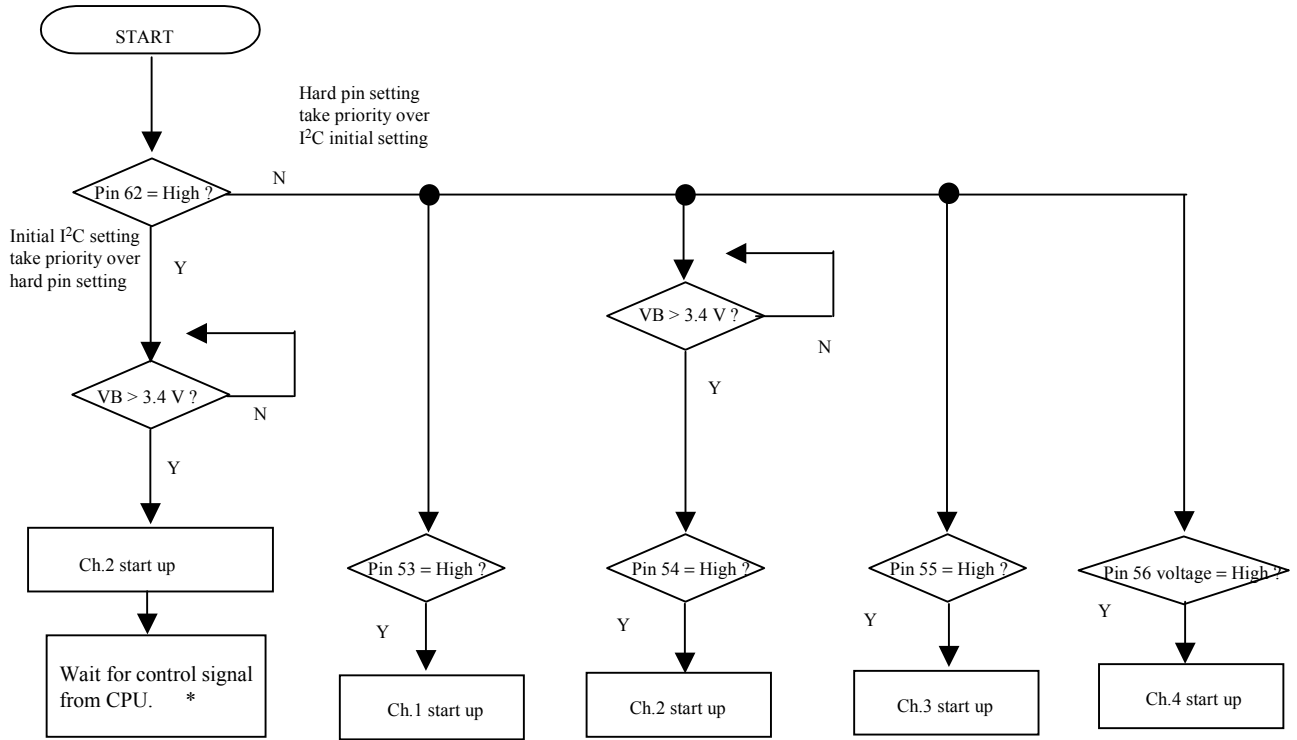 START
Hard pin setting
take priority over
I²C initial setting
Pin 62 = High ?
N
Initial I²C setting
take priority over
hard pin setting
Y
VB > 3.4 V ?
N
Y
VB > 3.4 V ?
N
Y
Ch.2 start up
Pin 53 = High ?
Pin 54 = High ?
Pin 55 = High ?
Pin 56 voltage = High ?
Y
Y
Y
Y
Wait for control signal
from CPU. *
Ch.1 start up
Ch.2 start up
Ch.3 start up
Ch.4 start up